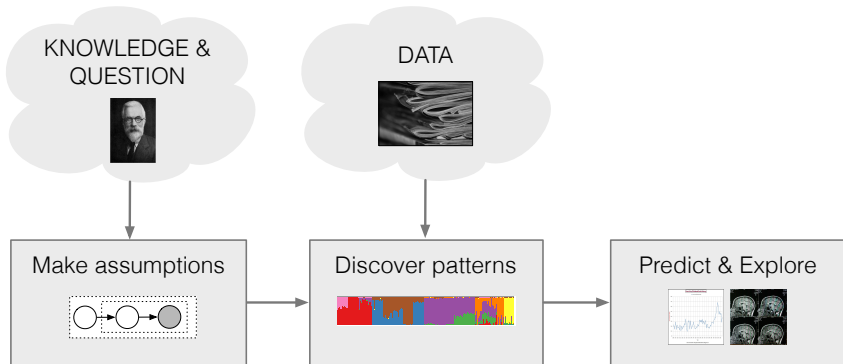 KNOWLEDGE &
QUESTION
DATA
Make assumptions
Discover patterns
Predict & Explore